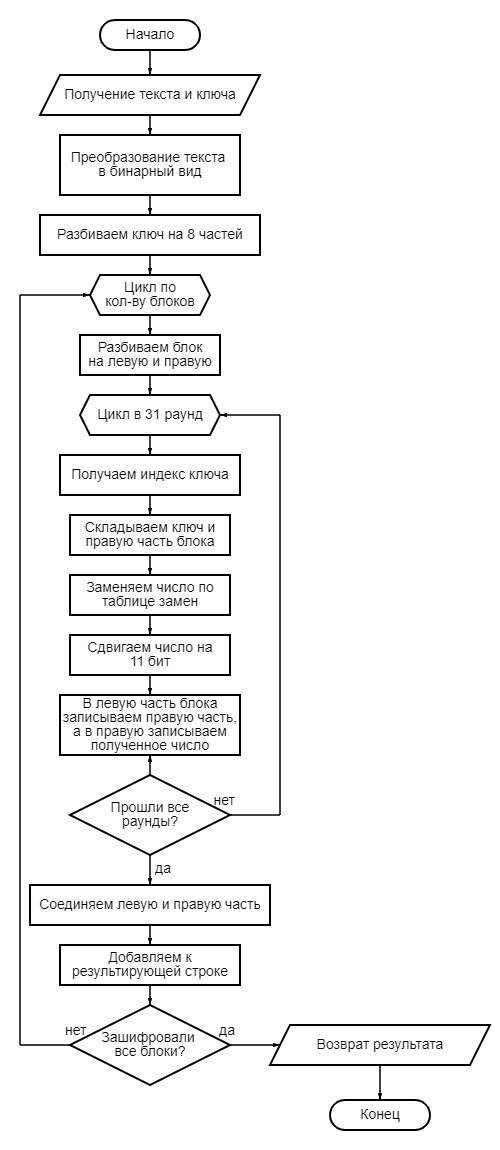 Начало
Получение текста и ключа
Преобразование текста
в бинарный вид
Разбиваем ключ на 8 частей
Цикл по
кол-ву блоков
Разбиваем блок
на левую и правую
Цикл в 31 раунд
Получаем индекс ключа
Складываем ключ и
правую часть блока
Заменяем число по
таблице замен
Сдвигаем число на
11 бит
В левую часть блока
записываем правую часть,
а в правую записываем
полученное число
Прошли все
раунды?
нет
да
Соединяем левую и правую часть
Добавляем к
результирующей строке
нет
Зашифровали
все блоки?
да
Возврат результата
Конец